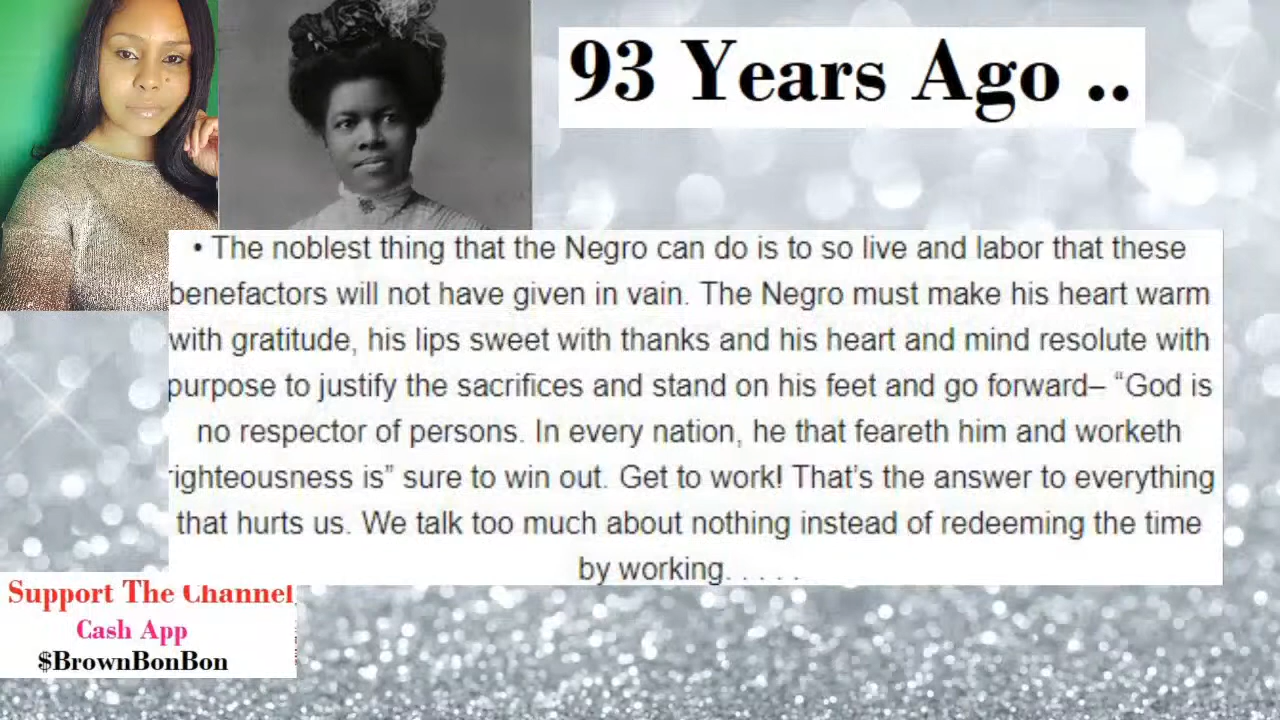 93 Years Ago ..
• The noblest thing that the Negro can do is to so live and labor that these
benefactors will not have given in vain. The Negro must make his heart warm
with gratitude, his lips sweet with thanks and his heart and mind resolute with
purpose to justify the sacrifices and stand on his feet and go forward– “God is
no respector of persons. In every nation, he that feareth him and worketh
righteousness is” sure to win out. Get to work! That’s the answer to everything
that hurts us. We talk too much about nothing instead of redeeming the time
by working. . . . .
Support The Channel
Cash App
$BrownBonBon